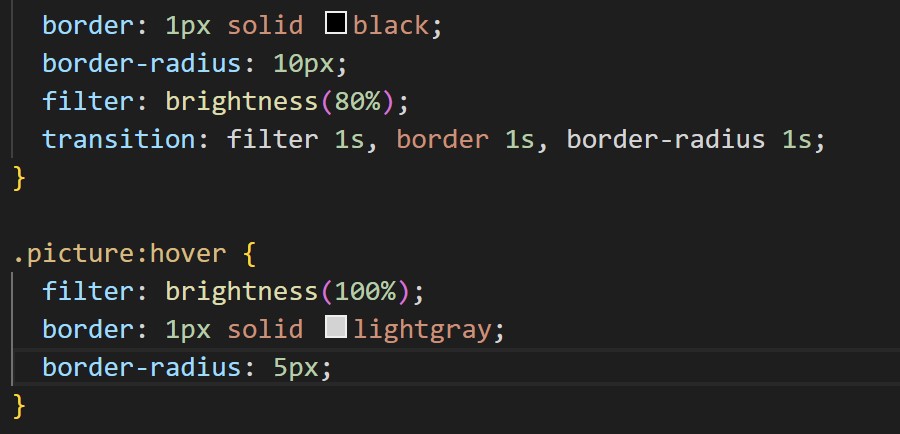 border: 1px solid black;
border-radius: 10px;
filter: brightness(80%);
transition: filter 1s, border 1s, border-radius 1s;
}
.picture:hover {
filter: brightness(100%);
border: 1px solid lightgray;
border-radius: 5px;
}